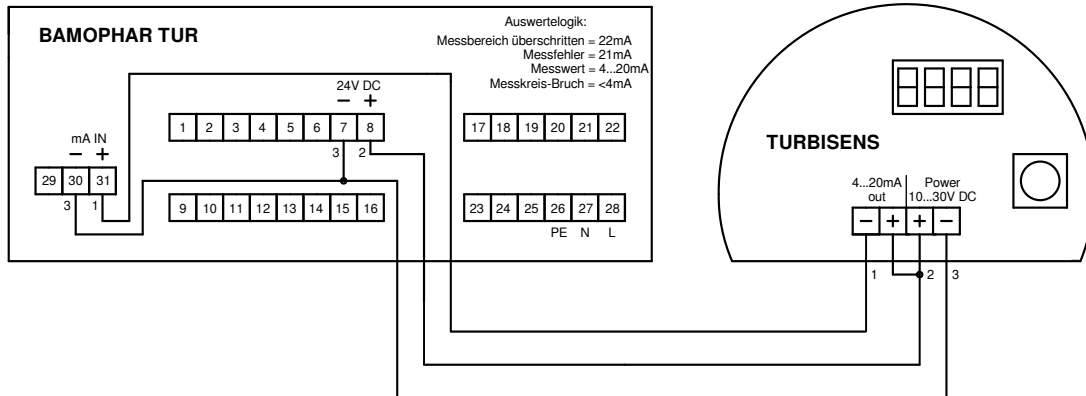 BAMOPHAR TUR
Auswertelogik:
Messbereich überschritten = 22mA
Messfehler = 21mA
Messwert = 4...20mA
Messkreis-Bruch = <4mA
24V DC
− +
1 2 3 4 5 6 7 8
3 2
17 18 19 20 21 22
mA IN
− +
29 30 31
3 1
9 10 11 12 13 14 15 16
23 24 25 26 27 28
PE N L
TURBISENS
4...20mA
out
Power
10...30V DC
− + + −
1 2 3